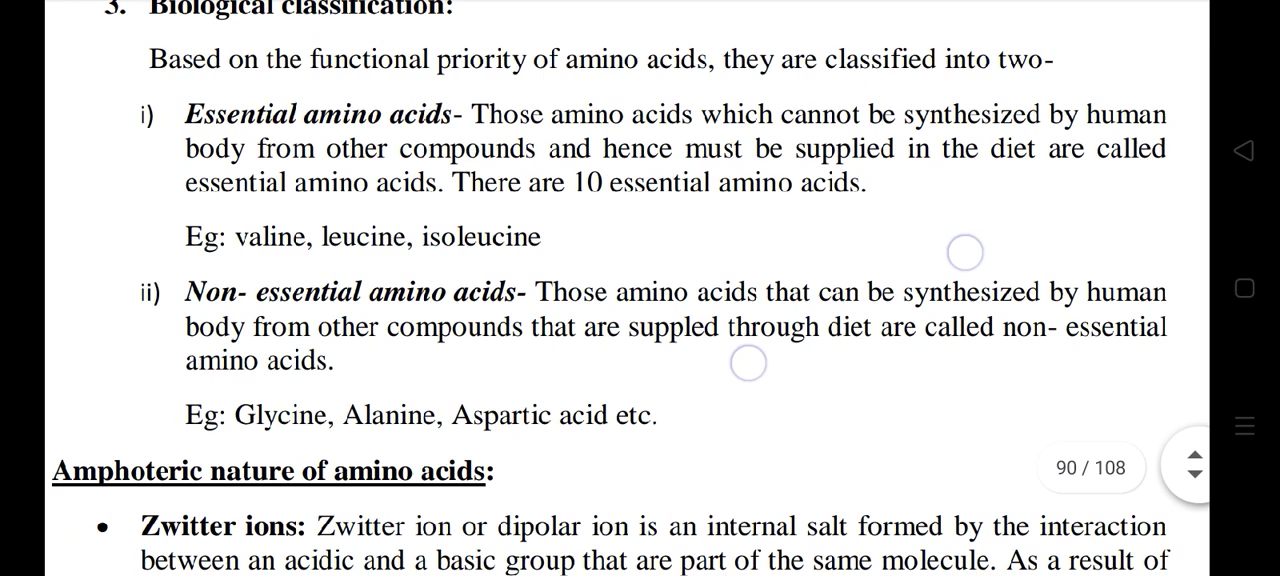 3. Biological classification:
Based on the functional priority of amino acids, they are classified into two-
i) Essential amino acids- Those amino acids which cannot be synthesized by human
body from other compounds and hence must be supplied in the diet are called
essential amino acids. There are 10 essential amino acids.
Eg: valine, leucine, isoleucine
ii) Non- essential amino acids- Those amino acids that can be synthesized by human
body from other compounds that are suppled through diet are called non- essential
amino acids.
Eg: Glycine, Alanine, Aspartic acid etc.
Amphoteric nature of amino acids:
90 / 108
• Zwitter ions: Zwitter ion or dipolar ion is an internal salt formed by the interaction
between an acidic and a basic group that are part of the same molecule. As a result of